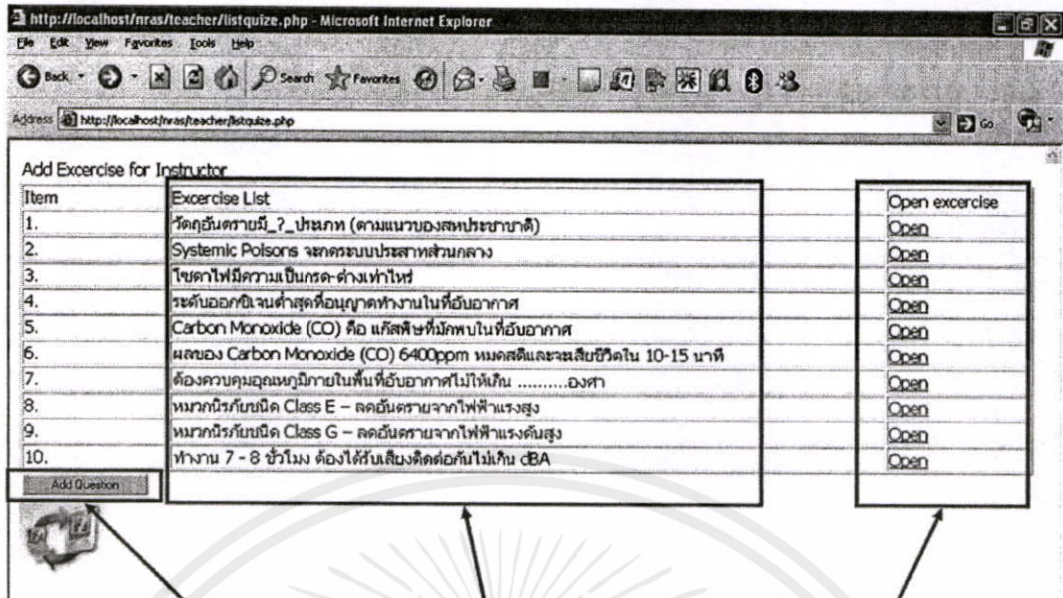 http://localhost/nras/teacher/listquize.php - Microsoft Internet Explorer
File Edit View Favorites Tools Help
Back Search Favorites
Address http://localhost/nras/teacher/listquize.php Go
Add Excercise for Instructor
Item Excercise List Open excercise
1. วัตถุอันตรายมี_?_ประเภท (ตามแนวของสหประชาชาติ) Open
2. Systemic Poisons จะกดระบบประสาทส่วนกลาง Open
3. โซดาไฟมีความเป็นกรด-ด่างเท่าไหร่ Open
4. ระดับออกซิเจนต่ำสุดที่อนุญาตทำงานในที่อับอากาศ Open
5. Carbon Monoxide (CO) คือ แก๊สพิษที่มักพบในที่อับอากาศ Open
6. ผลของ Carbon Monoxide (CO) 6400ppm หมดสติและจะเสียชีวิตใน 10-15 นาที Open
7. ต้องควบคุมอุณหภูมิภายในพื้นที่อับอากาศไม่ให้เกิน ..........องศา Open
8. หมวกนิรภัยชนิด Class E – ลดอันตรายจากไฟฟ้าแรงสูง Open
9. หมวกนิรภัยชนิด Class G – ลดอันตรายจากไฟฟ้าแรงดันสูง Open
10. ทำงาน 7 - 8 ชั่วโมง ต้องได้รับเสียงติดต่อกันไม่เกิน dBA Open
Add Question